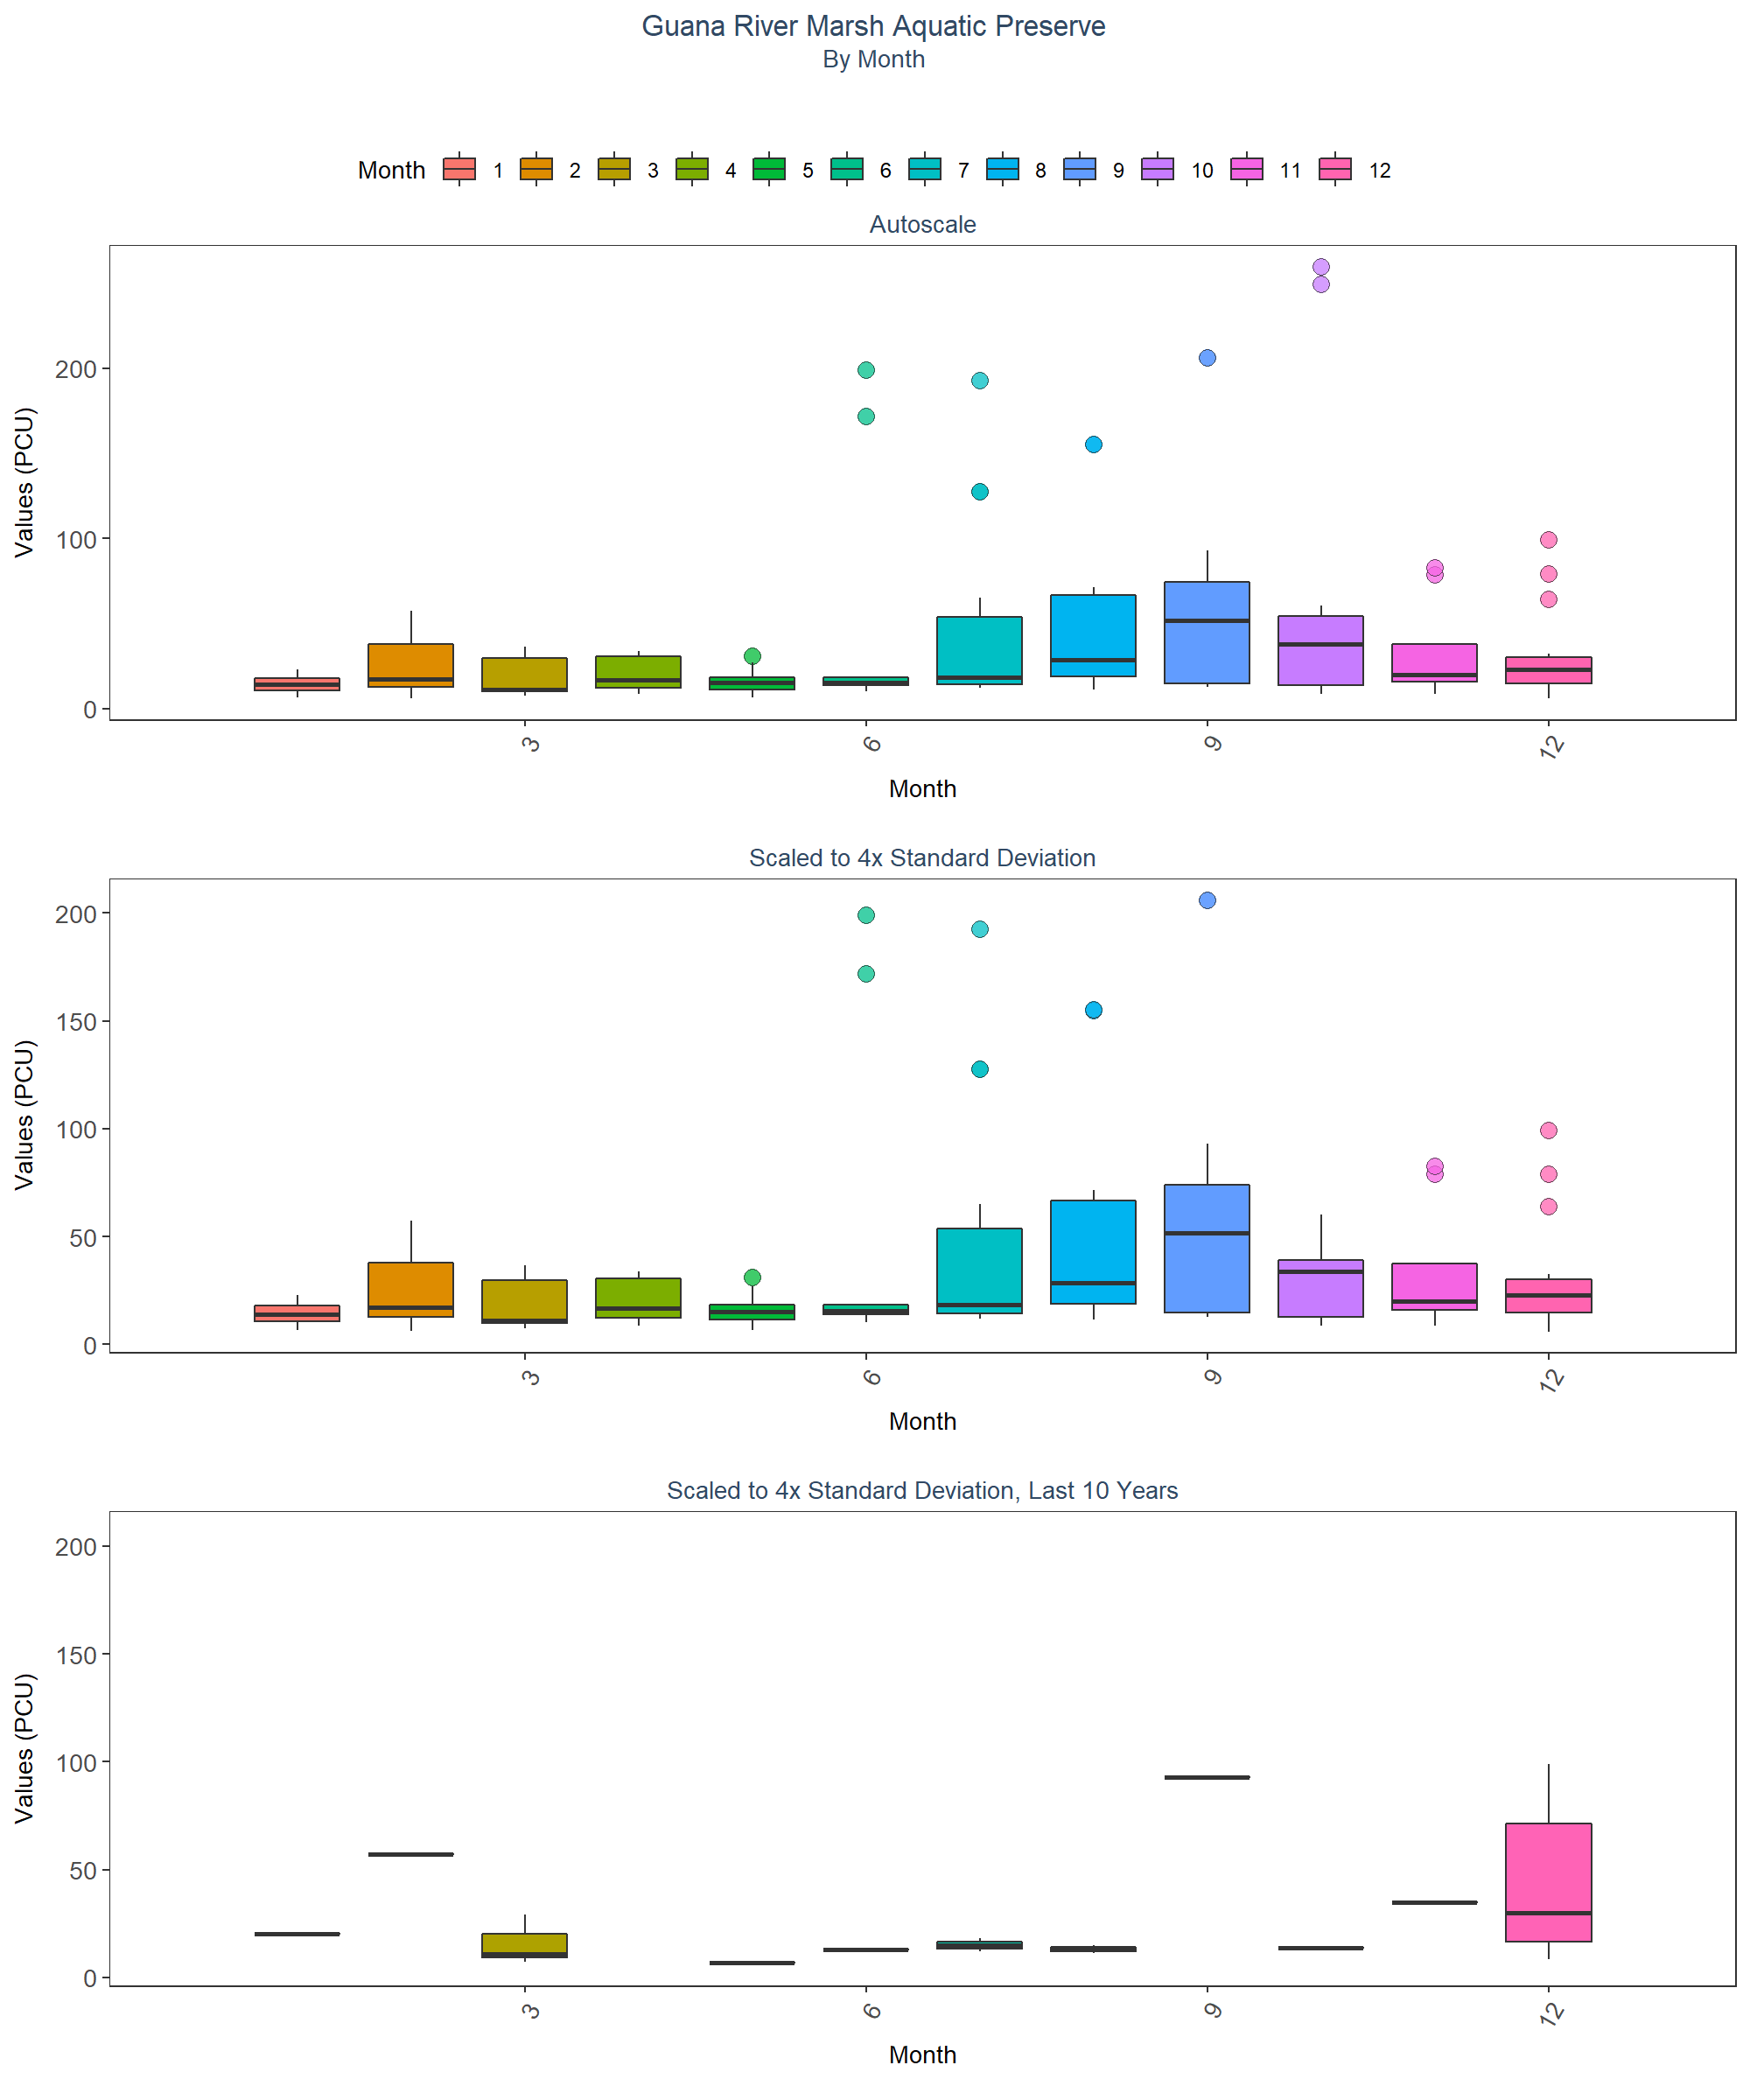 Guana River Marsh Aquatic Preserve
By Month
Month 1 2 3 4 5 6 7 8 9 10 11 12
Autoscale
Values (PCU)
200
100
0
3 6 9 12
Month
Scaled to 4x Standard Deviation
Values (PCU)
200
150
100
50
0
3 6 9 12
Month
Scaled to 4x Standard Deviation, Last 10 Years
Values (PCU)
200
150
100
50
0
3 6 9 12
Month